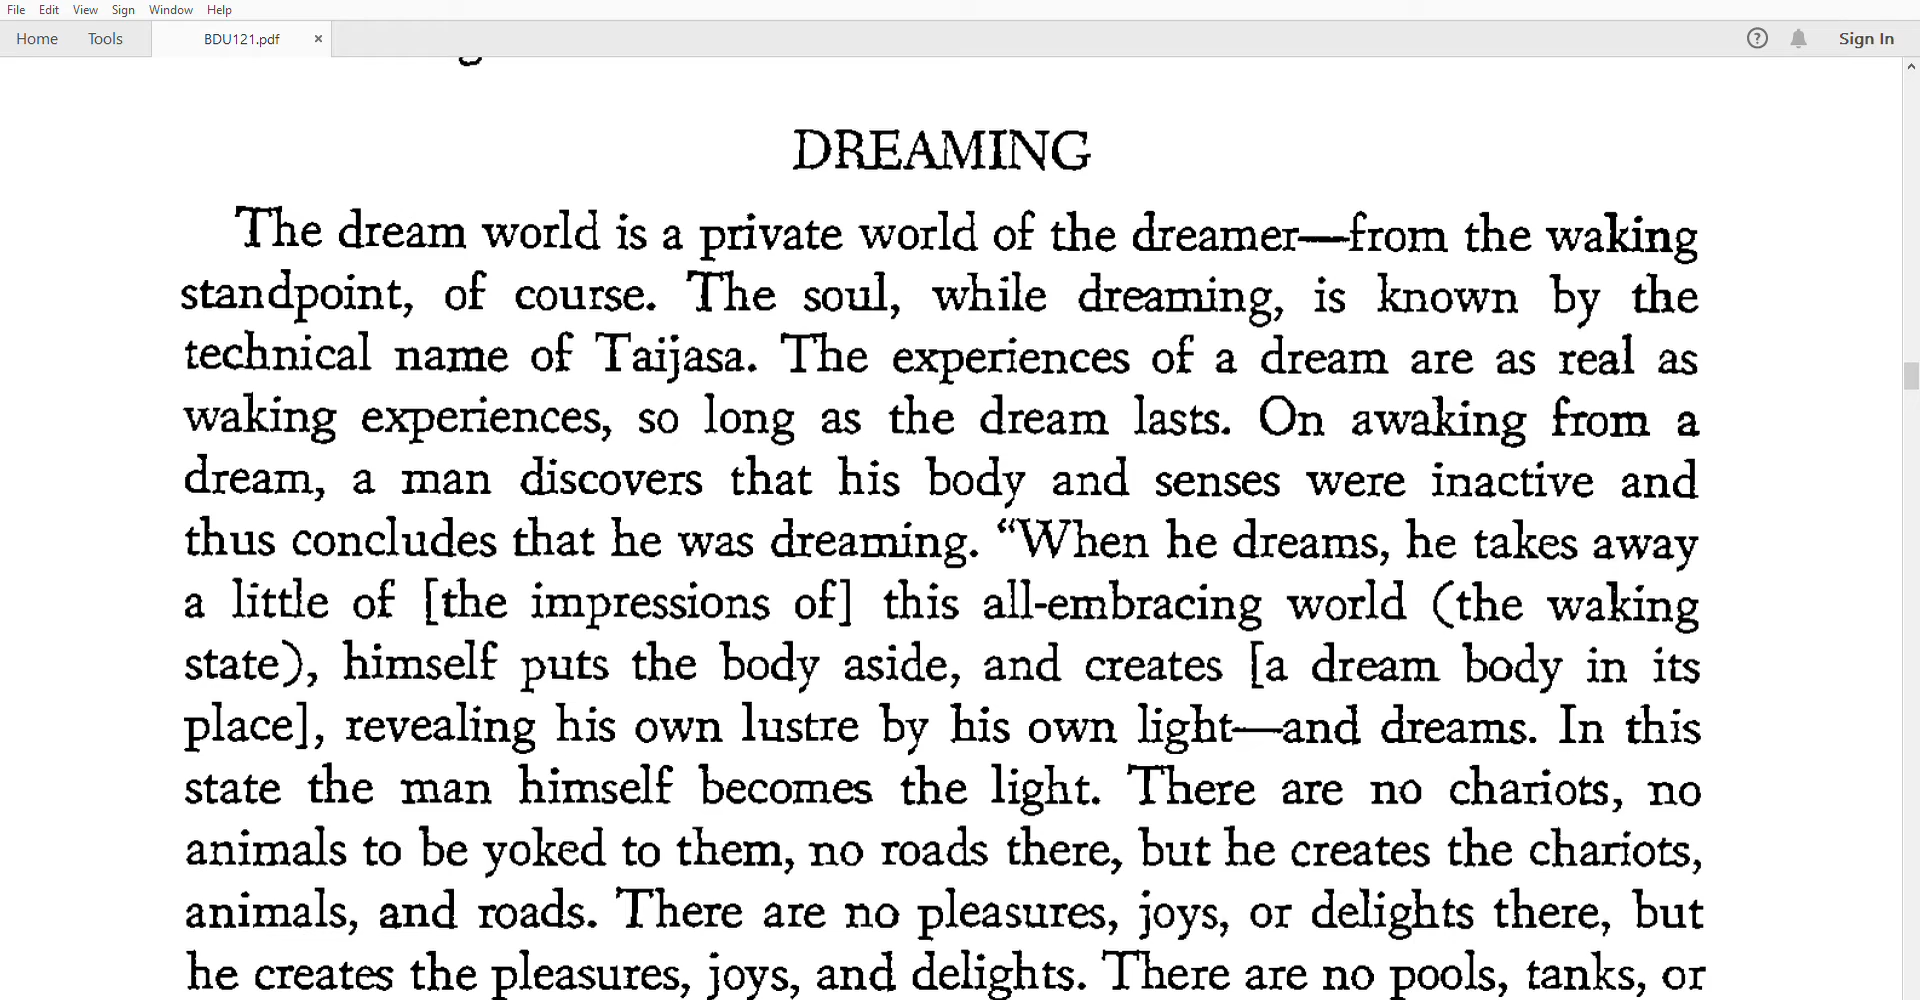 File Edit View Sign Window Help
Home Tools BDU121.pdf × ? Sign In
DREAMING
The dream world is a private world of the dreamer—from the waking
standpoint, of course. The soul, while dreaming, is known by the
technical name of Taijasa. The experiences of a dream are as real as
waking experiences, so long as the dream lasts. On awaking from a
dream, a man discovers that his body and senses were inactive and
thus concludes that he was dreaming. “When he dreams, he takes away
a little of [the impressions of] this all-embracing world (the waking
state), himself puts the body aside, and creates [a dream body in its
place], revealing his own lustre by his own light—and dreams. In this
state the man himself becomes the light. There are no chariots, no
animals to be yoked to them, no roads there, but he creates the chariots,
animals, and roads. There are no pleasures, joys, or delights there, but
he creates the pleasures, joys, and delights. There are no pools, tanks, or